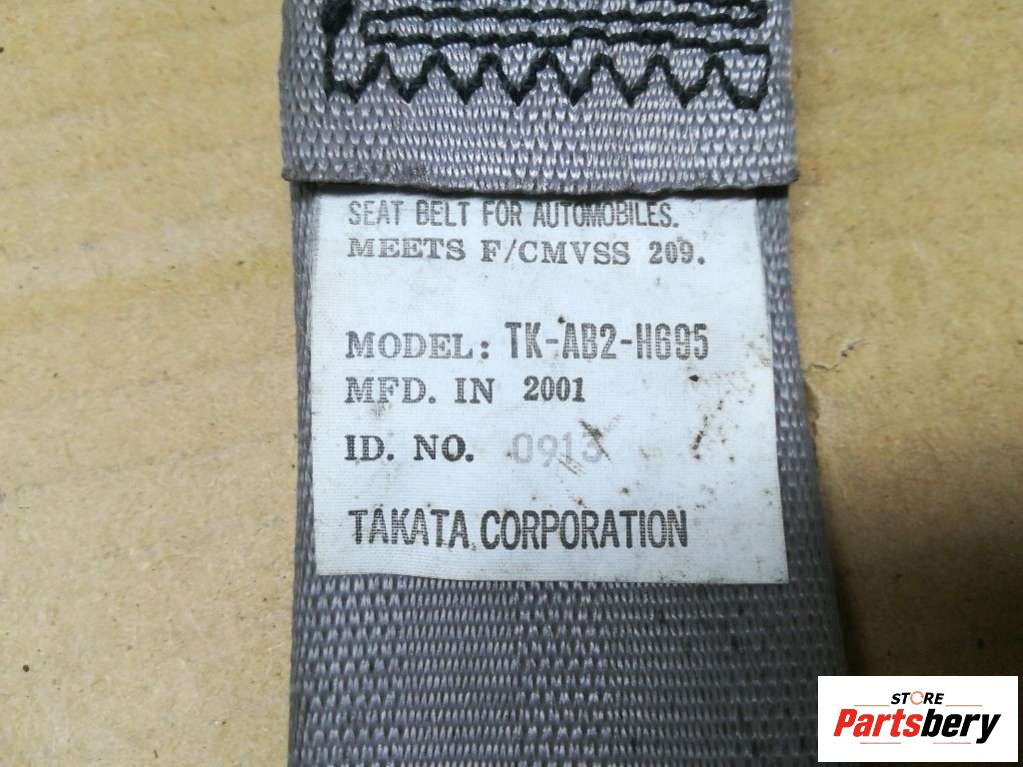 SEAT BELT FOR AUTOMOBILES.
MEETS F/CMVSS 209.
MODEL: TK-AB2-H695
MFD. IN 2001
ID. NO. 0913
TAKATA CORPORATION
STORE
Partsbery